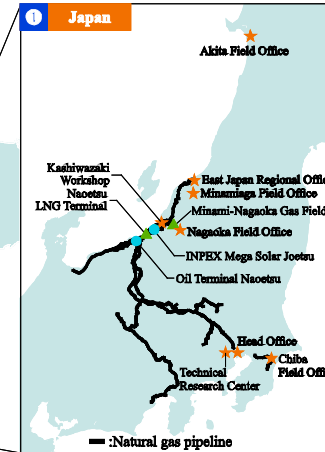 1 Japan
Akita Field Office
East Japan Regional Offic
Minamiaga Field Office
Kashiwazaki
Workshop
Naoetsu
LNG Terminal
Minami-Nagaoka Gas Field
Nagaoka Field Office
INPEX Mega Solar Joetsu
Oil Terminal Naoetsu
Head Office
Technical
Research Center
Chiba
Field Offi
:Natural gas pipeline